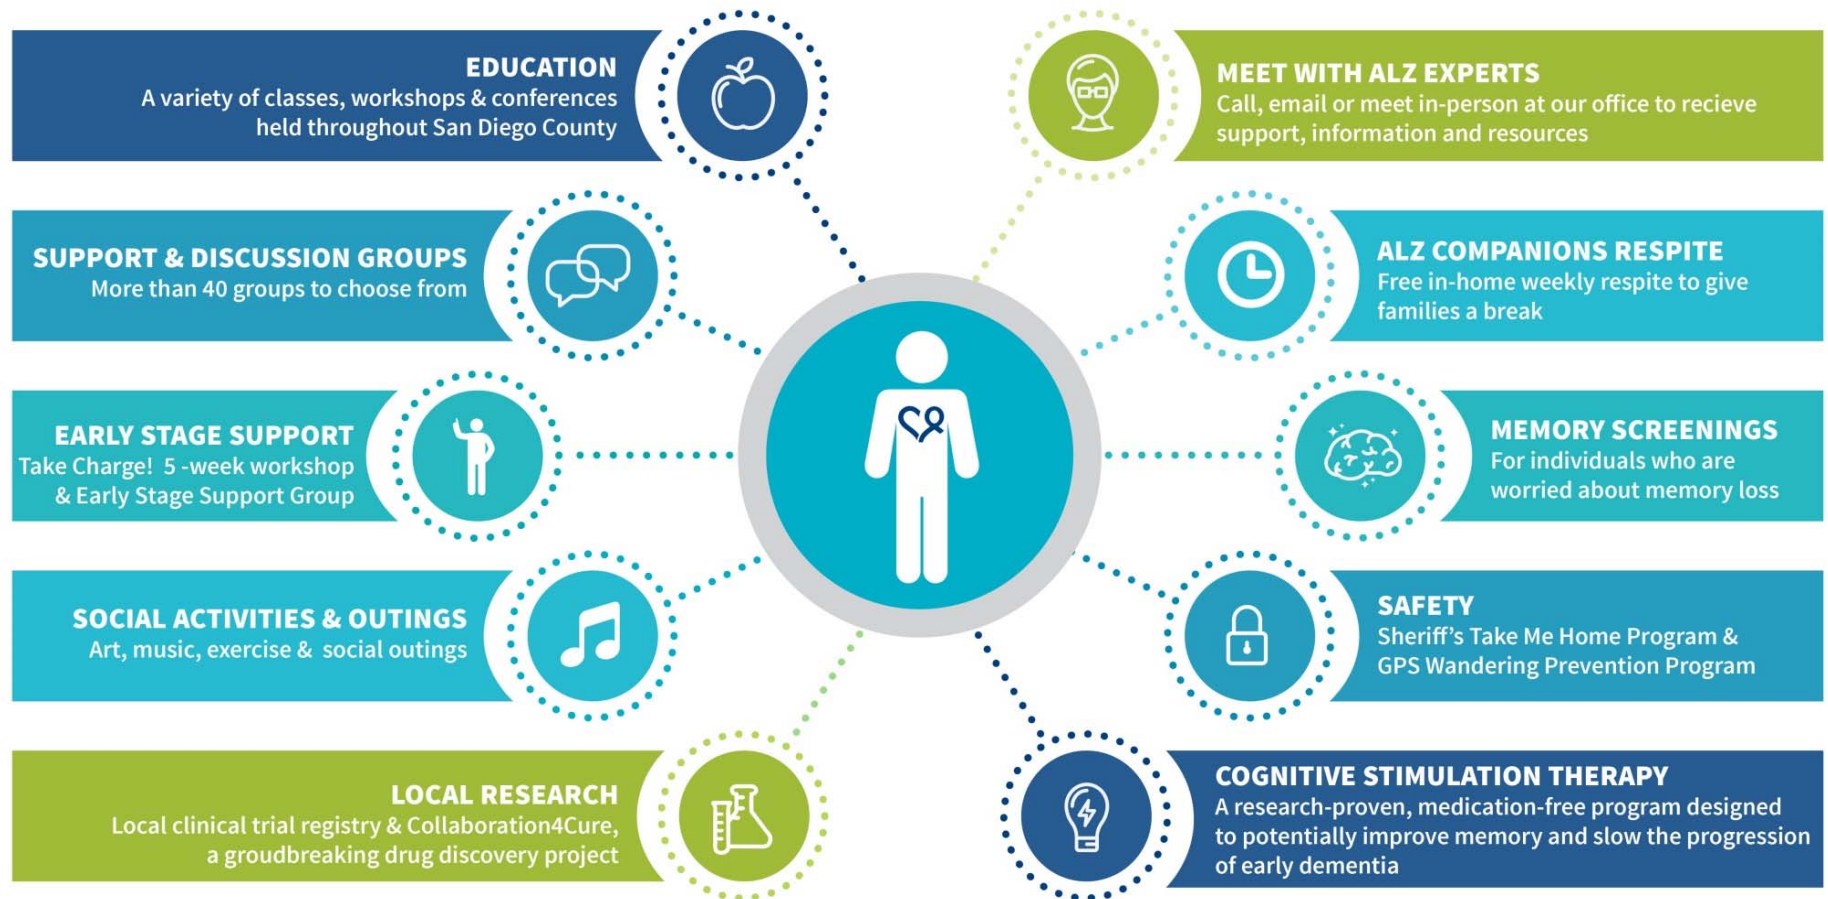 EDUCATION
A variety of classes, workshops & conferences
held throughout San Diego County
SUPPORT & DISCUSSION GROUPS
More than 40 groups to choose from
EARLY STAGE SUPPORT
Take Charge! 5 -week workshop
& Early Stage Support Group
SOCIAL ACTIVITIES & OUTINGS
Art, music, exercise & social outings
LOCAL RESEARCH
Local clinical trial registry & Collaboration4Cure,
a groudbreaking drug discovery project
MEET WITH ALZ EXPERTS
Call, email or meet in-person at our office to recieve
support, information and resources
ALZ COMPANIONS RESPITE
Free in-home weekly respite to give
families a break
MEMORY SCREENINGS
For individuals who are
worried about memory loss
SAFETY
Sheriff’s Take Me Home Program &
GPS Wandering Prevention Program
COGNITIVE STIMULATION THERAPY
A research-proven, medication-free program designed
to potentially improve memory and slow the progression
of early dementia